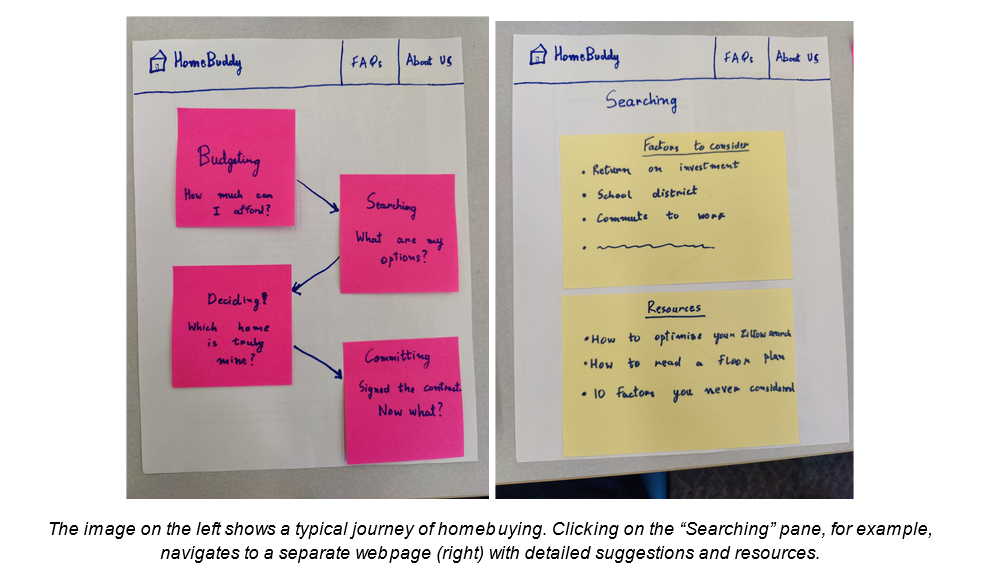 HomeBuddy
FAQs
About US
Budgeting
How much can
I afford?
Searching
What are my
options?
Deciding!
Which home
is truly
mine?
Committing
Signed the contract.
Now what?
HomeBuddy
FAQs
About US
Searching
Factors to consider
• Return on investment
• School district
• Commute to work
Resources
• How to optimize your Zillow search
• How to read a floor plan
• 10 Factors you never considered
The image on the left shows a typical journey of homebuying. Clicking on the “Searching” pane, for example,
navigates to a separate webpage (right) with detailed suggestions and resources.